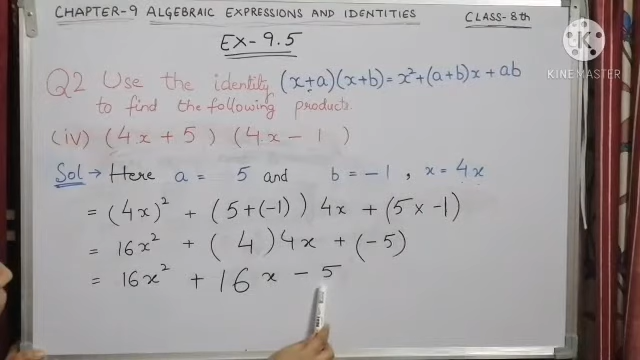 CHAPTER-9 ALGEBRAIC EXPRESSIONS AND IDENTITIES CLASS-8th
EX-9.5
KINEMASTER
Q2 Use the identity (x+a)(x+b)=x²+(a+b)x+ab
to find the following products.
(iv) (4x+5) (4x-1)
Sol → Here a = 5 and b = -1, x = 4x
= (4x)² + (5+(-1)) 4x + (5 x -1)
= 16x² + (4) 4x + (-5)
= 16x² + 16x - 5